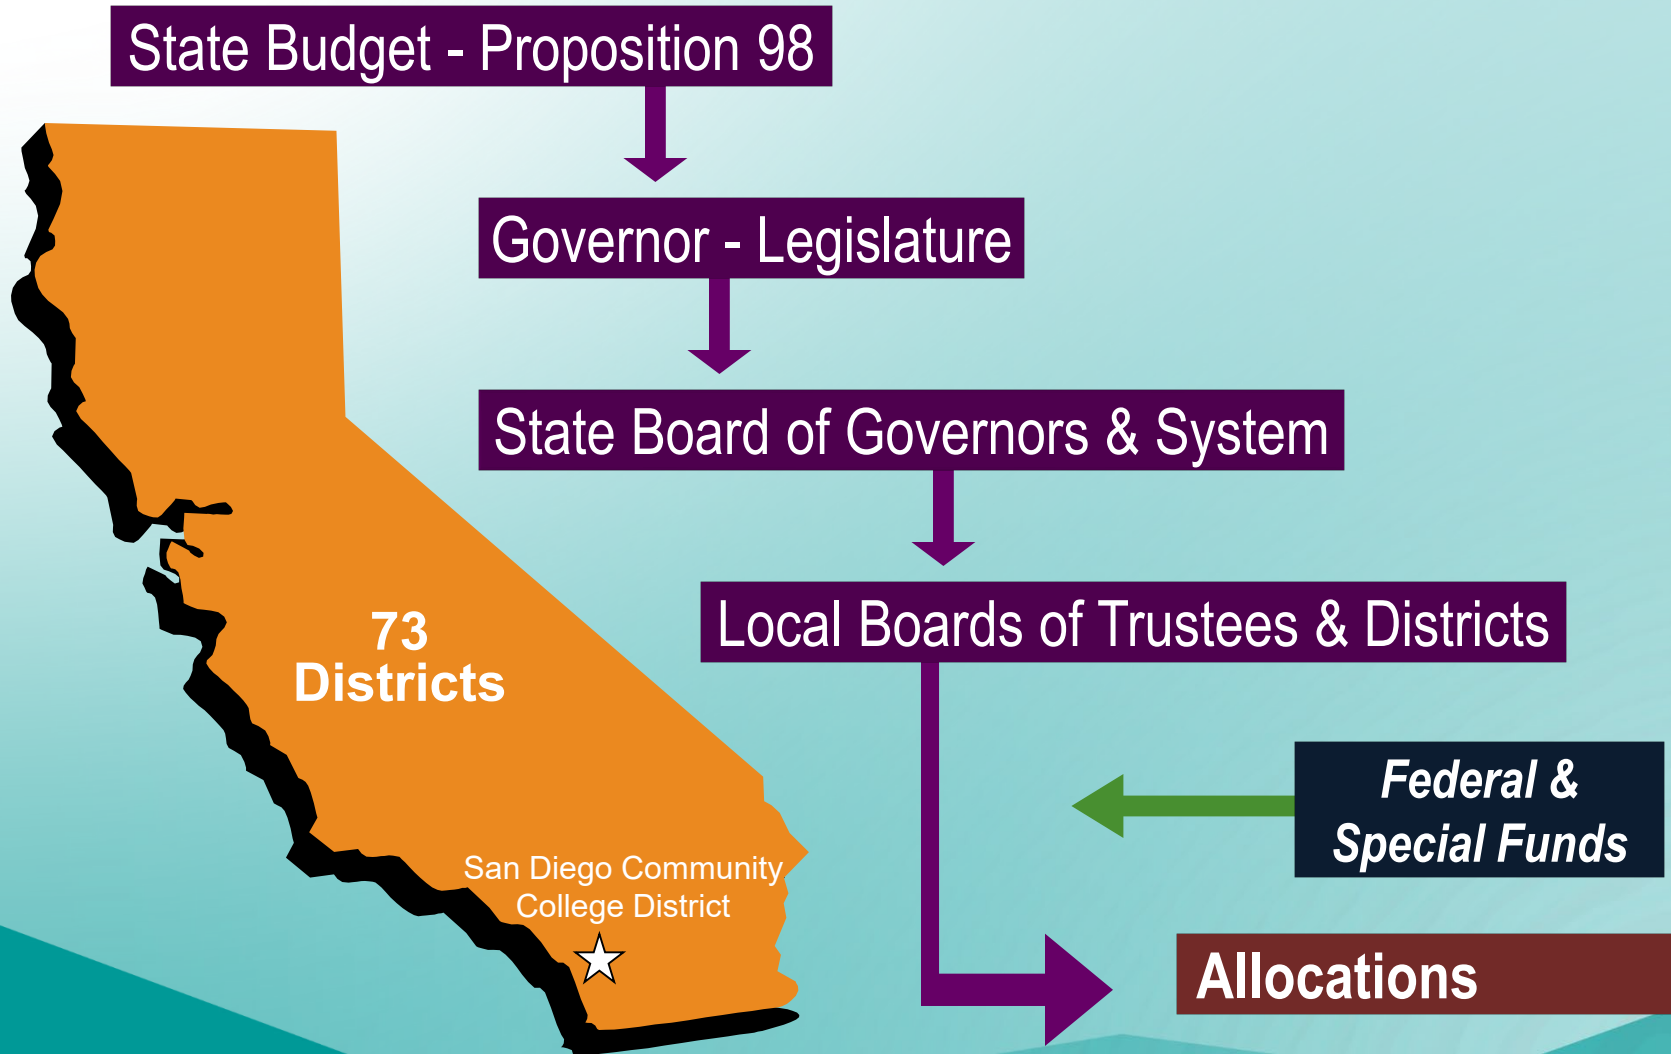 State Budget - Proposition 98
Governor - Legislature
State Board of Governors & System
Local Boards of Trustees & Districts
73
Districts
Federal &
Special Funds
San Diego Community
College District
Allocations